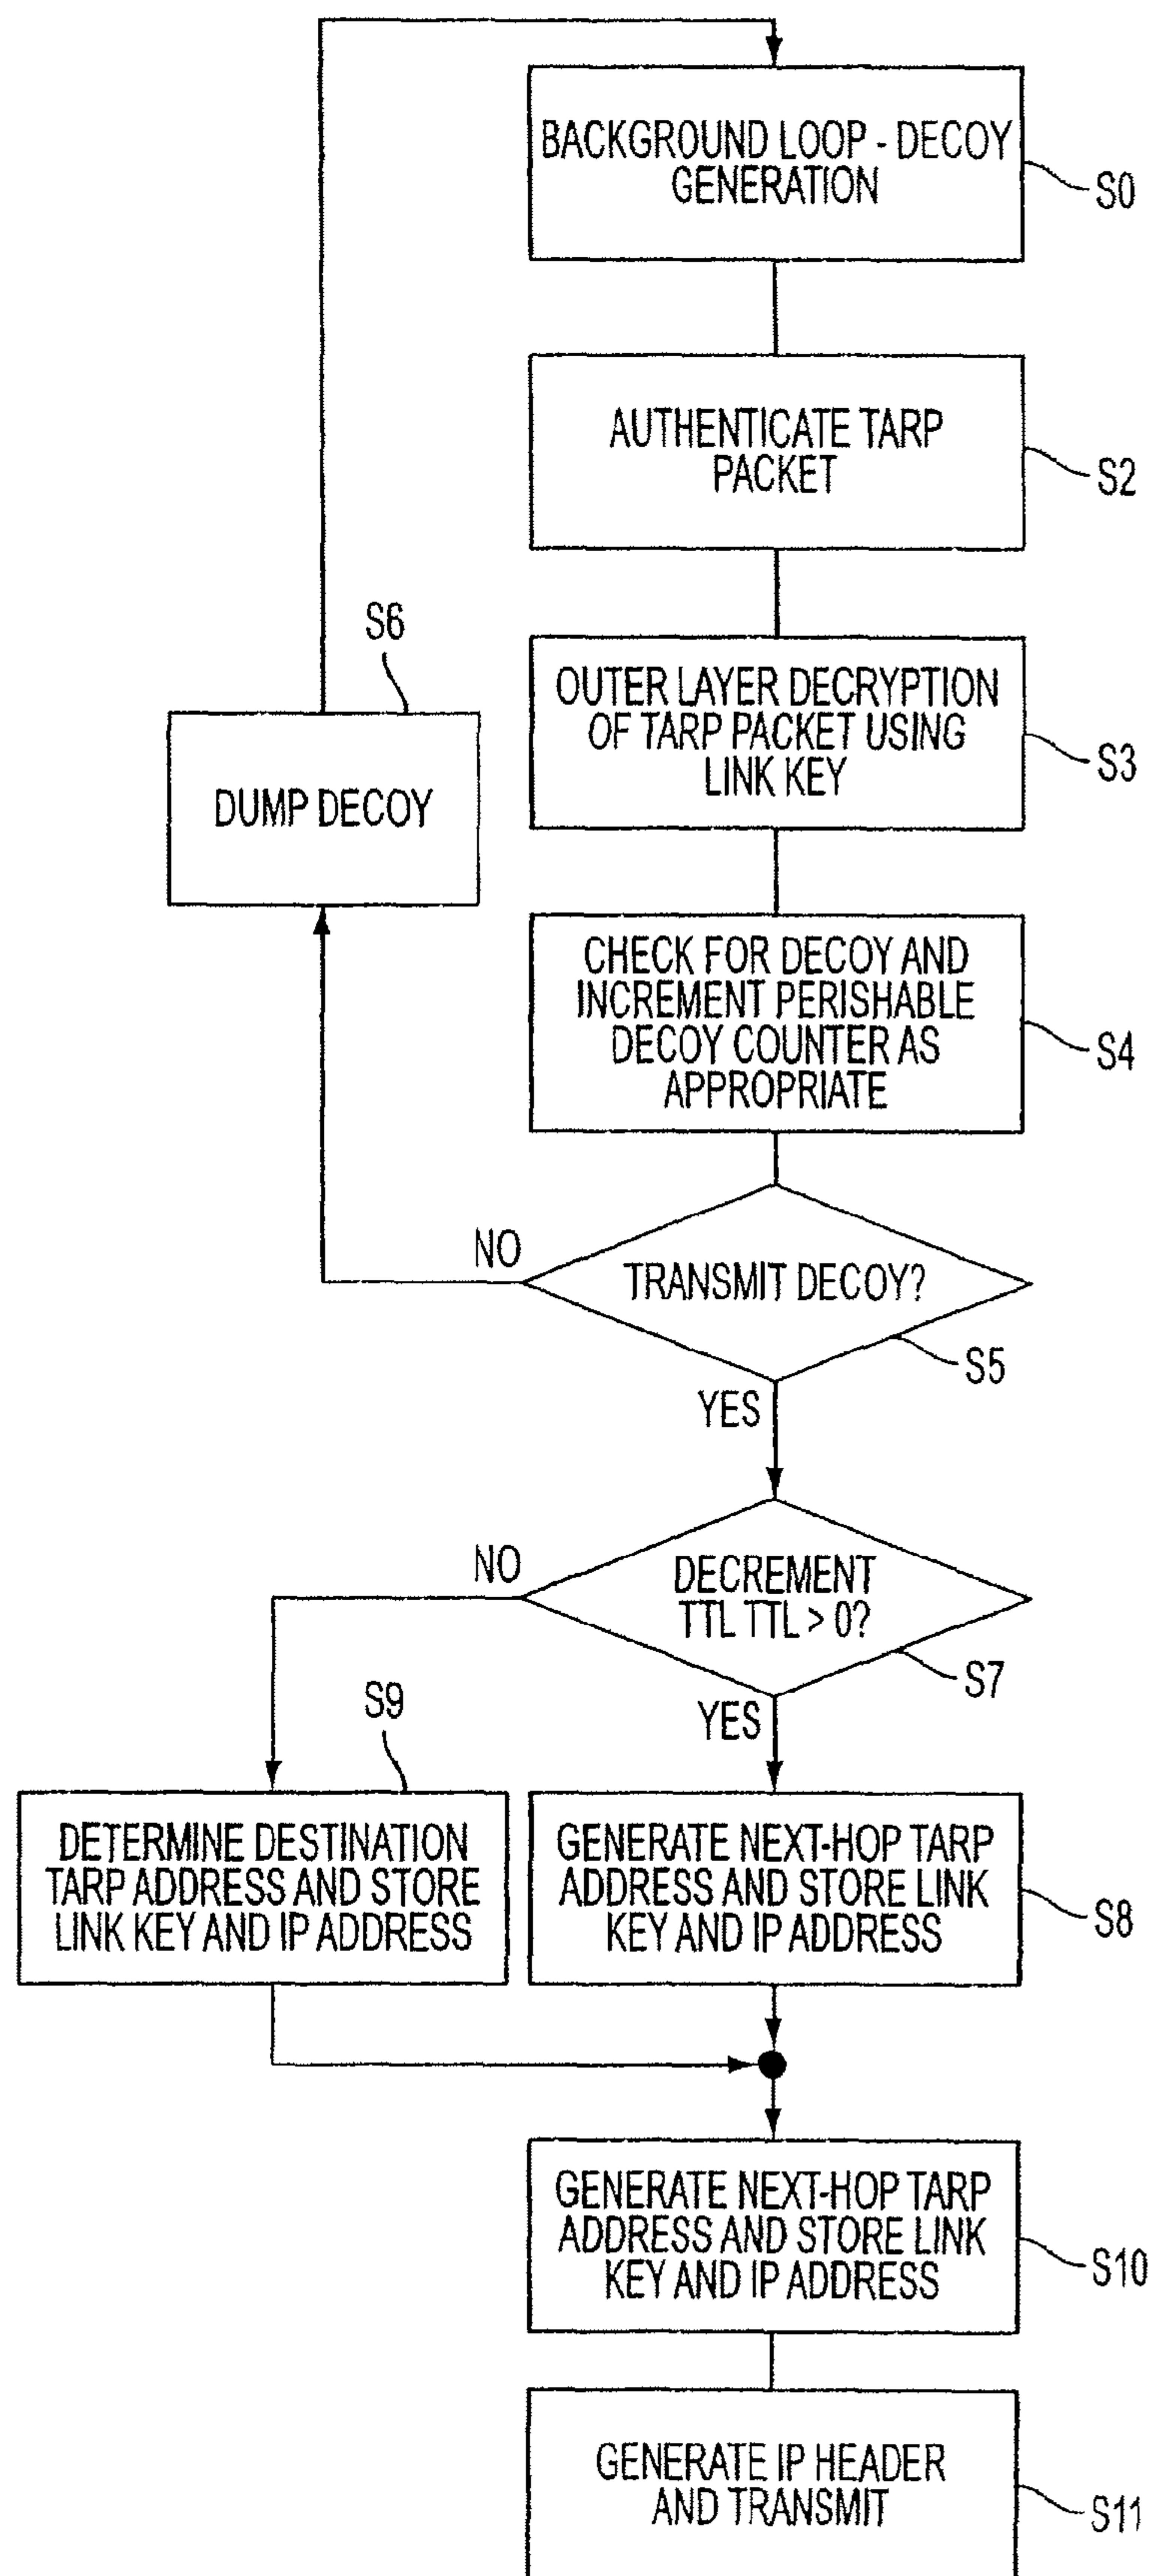 BACKGROUND LOOP - DECOY
GENERATION
S0
AUTHENTICATE TARP
PACKET
S2
OUTER LAYER DECRYPTION
OF TARP PACKET USING
LINK KEY
S3
S6
DUMP DECOY
CHECK FOR DECOY AND
INCREMENT PERISHABLE
DECOY COUNTER AS
APPROPRIATE
S4
NO
TRANSMIT DECOY?
S5
YES
NO
DECREMENT
TTL TTL > 0?
S7
YES
S9
DETERMINE DESTINATION
TARP ADDRESS AND STORE
LINK KEY AND IP ADDRESS
GENERATE NEXT-HOP TARP
ADDRESS AND STORE LINK
KEY AND IP ADDRESS
S8
GENERATE NEXT-HOP TARP
ADDRESS AND STORE LINK
KEY AND IP ADDRESS
S10
GENERATE IP HEADER
AND TRANSMIT
S11